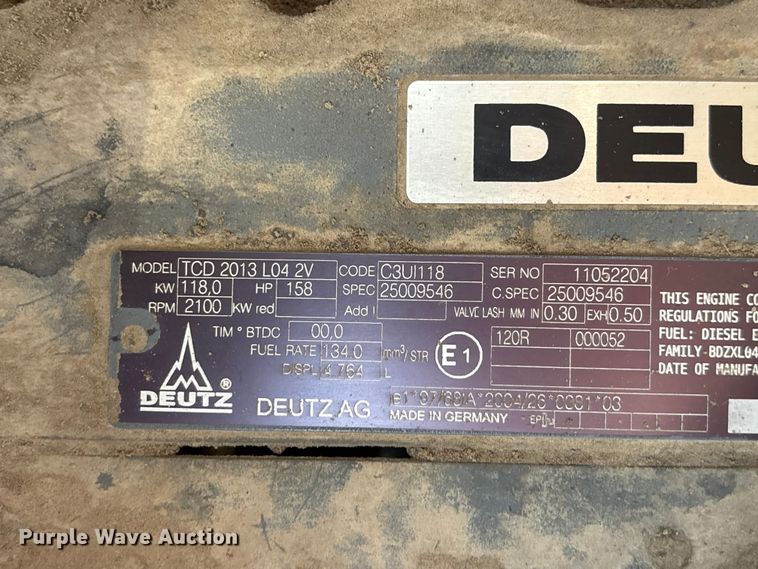 DEU
MODEL TCD 2013 L04 2V CODE C3UI118 SER NO 11052204
KW 118,0 HP 158 SPEC 25009546 C.SPEC 25009546
RPM 2100 KW red Add I VALVE LASH MM IN 0.30 EXH 0.50
TIM° BTDC 00,0
FUEL RATE 134.0 mm³/STR E1 120R 000052
DISPL 4,764 L
DEUTZ ® DEUTZ AG
MADE IN GERMANY
THIS ENGINE CO
REGULATIONS FO
FUEL: DIESEL E
FAMILY-BDZXL04
DATE OF MANUFA
Purple Wave Auction